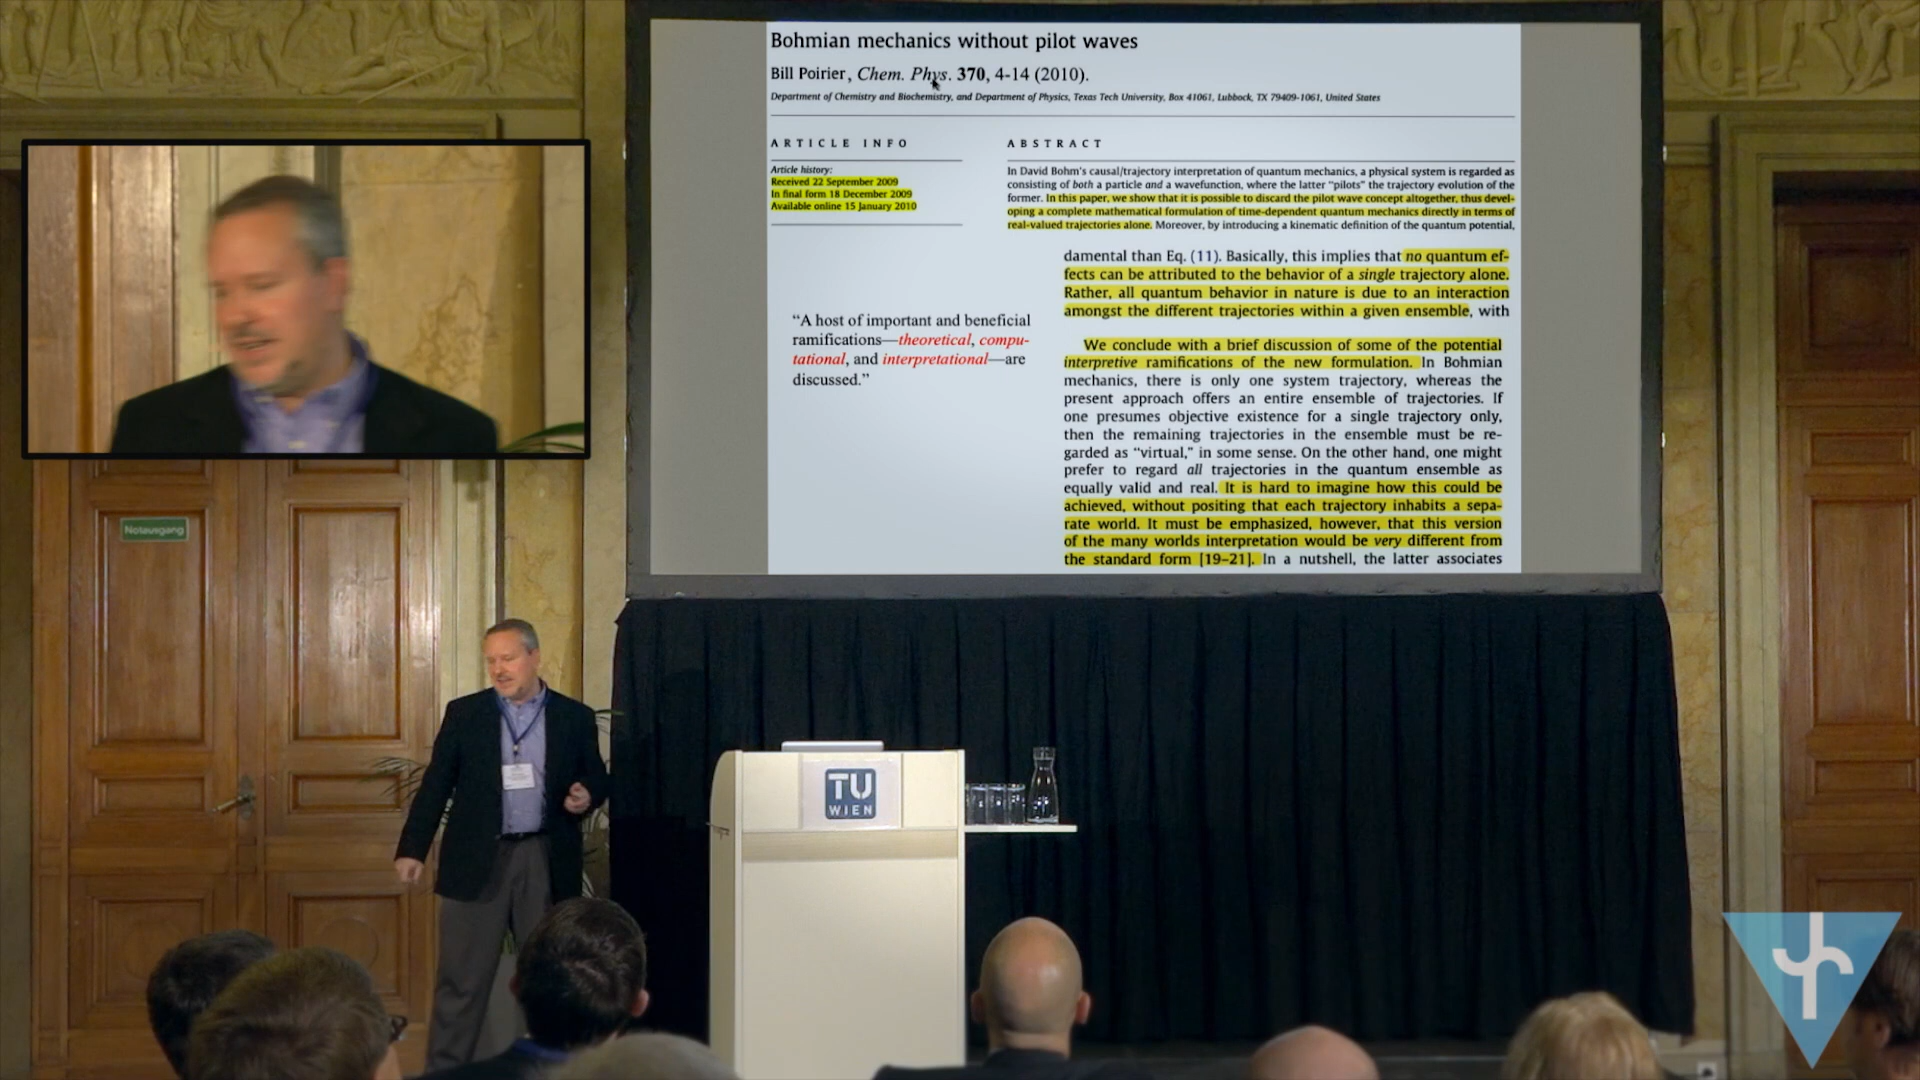 Bohmian mechanics without pilot waves
Bill Poirier, Chem. Phys. 370, 4-14 (2010).
Department of Chemistry and Biochemistry, and Department of Physics, Texas Tech University, Box 41061, Lubbock, TX 79409-1061, United States
ARTICLE INFO
Article history:
Received 22 September 2009
In final form 18 December 2009
Available online 15 January 2010
ABSTRACT
In David Bohm's causal/trajectory interpretation of quantum mechanics, a physical system is regarded as
consisting of both a particle and a wavefunction, where the latter "pilots" the trajectory evolution of the
former. In this paper, we show that it is possible to discard the pilot wave concept altogether, thus devel-
oping a complete mathematical formulation of time-dependent quantum mechanics directly in terms of
real-valued trajectories alone. Moreover, by introducing a kinematic definition of the quantum potential,
“A host of important and beneficial
ramifications—theoretical, compu-
tational, and interpretational—are
discussed.”
damental than Eq. (11). Basically, this implies that no quantum ef-
fects can be attributed to the behavior of a single trajectory alone.
Rather, all quantum behavior in nature is due to an interaction
amongst the different trajectories within a given ensemble, with
We conclude with a brief discussion of some of the potential
interpretive ramifications of the new formulation. In Bohmian
mechanics, there is only one system trajectory, whereas the
present approach offers an entire ensemble of trajectories. If
one presumes objective existence for a single trajectory only,
then the remaining trajectories in the ensemble must be re-
garded as “virtual,” in some sense. On the other hand, one might
prefer to regard all trajectories in the quantum ensemble as
equally valid and real. It is hard to imagine how this could be
achieved, without positing that each trajectory inhabits a sepa-
rate world. It must be emphasized, however, that this version
of the many worlds interpretation would be very different from
the standard form [19–21]. In a nutshell, the latter associates
Notausgang
TU
WIEN